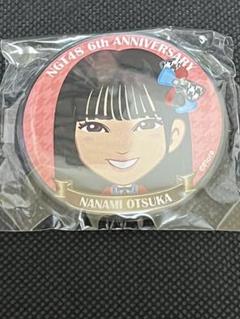 NGT48 6th ANNIVERSARY
NANAMI OTSUKA